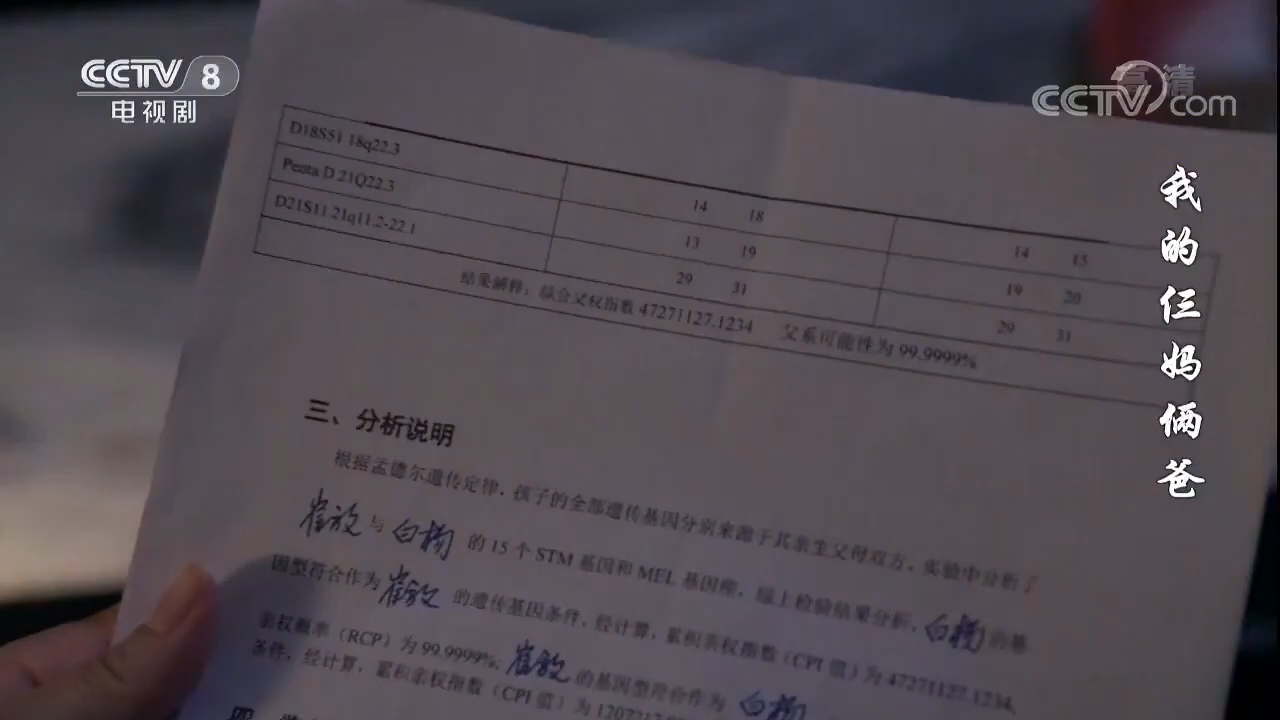 CCTV 8
电视剧
高清
CCTV.com
我的仨妈俩爸
D18S51 18q22.3
14 18
14 15
Penta D 21Q22.3
13 19
19 20
D21S11 21q11.2-22.1
29 31
29 31
结果解释：综合父权指数 47271127.1234 父系可能性为 99.9999%
三、分析说明
根据孟德尔遗传定律，孩子的全部遗传基因分别来源于其亲生父母双方，实验中分析了
崔放 与 白杨 的 15 个 STM 基因和 MEL 基因座，综上检验结果分析，白杨 的基
因型符合作为 崔放 的遗传基因条件，经计算，累积亲权指数（CPI 值）为 47271127.1234，
亲权概率（RCP）为 99.9999%，崔放 的基因型符合作为 白杨
条件，经计算，累积亲权指数（CPI 值）为